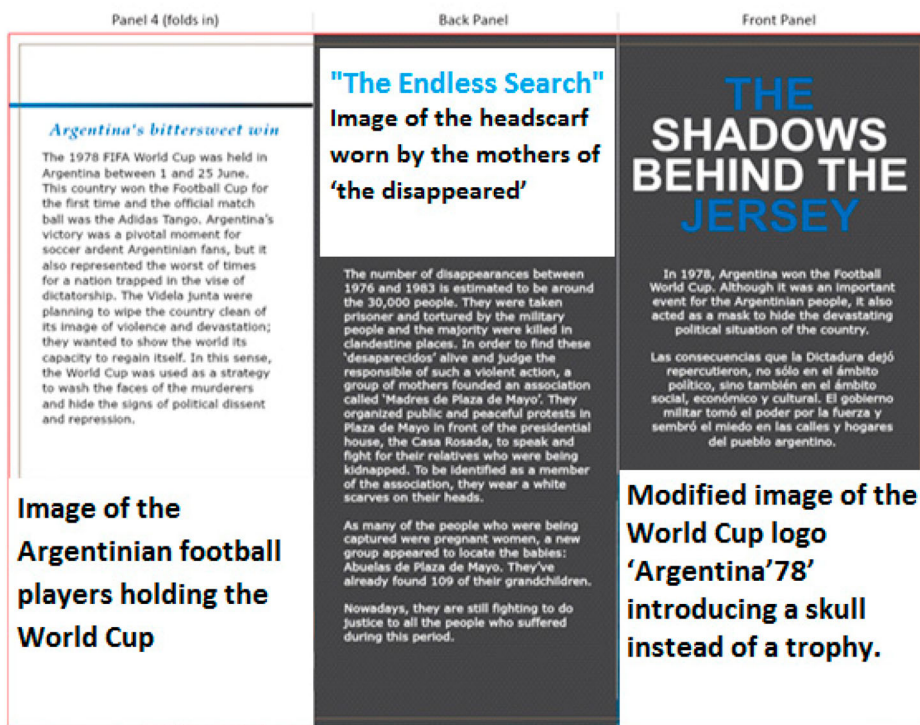 Panel 4 (folds in)
Back Panel
Front Panel
Argentina's bittersweet win
The 1978 FIFA World Cup was held in
Argentina between 1 and 25 June.
This country won the Football Cup for
the first time and the official match
ball was the Adidas Tango. Argentina's
victory was a pivotal moment for
soccer ardent Argentinian fans, but it
also represented the worst of times
for a nation trapped in the vise of
dictatorship. The Videla junta were
planning to wipe the country clean of
its image of violence and devastation;
they wanted to show the world its
capacity to regain itself. In this sense,
the World Cup was used as a strategy
to wash the faces of the murderers
and hide the signs of political dissent
and repression.
Image of the
Argentinian football
players holding the
World Cup
"The Endless Search"
Image of the headscarf
worn by the mothers of
‘the disappeared’
The number of disappearances between
1976 and 1983 is estimated to be around
the 30,000 people. They were taken
prisoner and tortured by the military
people and the majority were killed in
clandestine places. In order to find these
‘desaparecidos’ alive and judge the
responsible of such a violent action, a
group of mothers founded an association
called ‘Madres de Plaza de Mayo’. They
organized public and peaceful protests in
Plaza de Mayo in front of the presidential
house, the Casa Rosada, to speak and
fight for their relatives who were being
kidnapped. To be identified as a member
of the association, they wear a white
scarves on their heads.
As many of the people who were being
captured were pregnant women, a new
group appeared to locate the babies:
Abuelas de Plaza de Mayo. They’ve
already found 109 of their grandchildren.
Nowadays, they are still fighting to do
justice to all the people who suffered
during this period.
THE
SHADOWS
BEHIND THE
JERSEY
In 1978, Argentina won the Football
World Cup. Although it was an important
event for the Argentinian people, it also
acted as a mask to hide the devastating
political situation of the country.
Las consecuencias que la Dictadura dejó
repercutieron, no sólo en el ámbito
político, sino también en el ámbito
social, económico y cultural. El gobierno
militar tomó el poder por la fuerza y
sembró el miedo en las calles y hogares
del pueblo argentino.
Modified image of the
World Cup logo
‘Argentina’78’
introducing a skull
instead of a trophy.